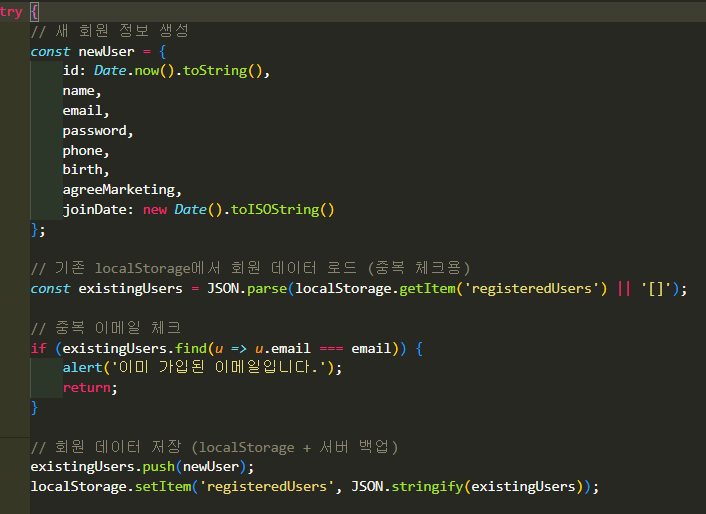 try {
// 새 회원 정보 생성
const newUser = {
id: Date.now().toString(),
name,
email,
password,
phone,
birth,
agreeMarketing,
joinDate: new Date().toISOString()
};
// 기존 localStorage에서 회원 데이터 로드 (중복 체크용)
const existingUsers = JSON.parse(localStorage.getItem('registeredUsers') || '[]');
// 중복 이메일 체크
if (existingUsers.find(u => u.email === email)) {
alert('이미 가입된 이메일입니다.');
return;
}
// 회원 데이터 저장 (localStorage + 서버 백업)
existingUsers.push(newUser);
localStorage.setItem('registeredUsers', JSON.stringify(existingUsers));